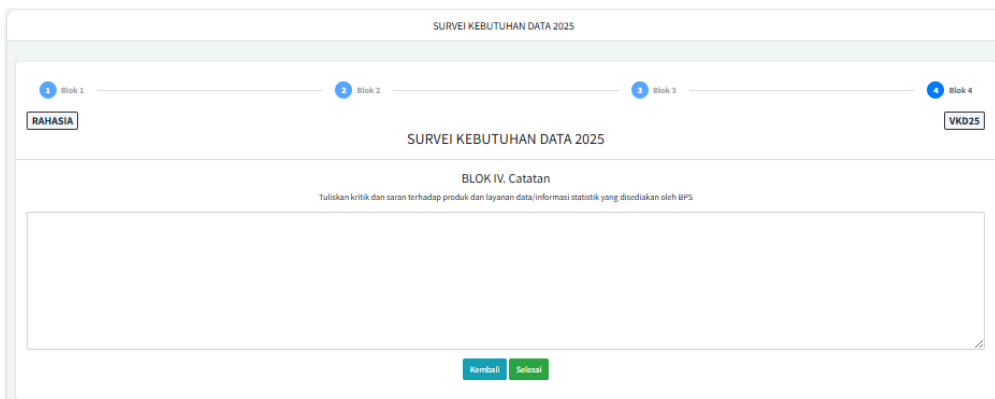 SURVEI KEBUTUHAN DATA 2025
1 Blok 1
2 Blok 2
3 Blok 3
4 Blok 4
RAHASIA
VKD25
SURVEI KEBUTUHAN DATA 2025
BLOK IV. Catatan
Tuliskan kritik dan saran terhadap produk dan layanan data/informasi statistik yang disediakan oleh BPS
Kembali
Selesai